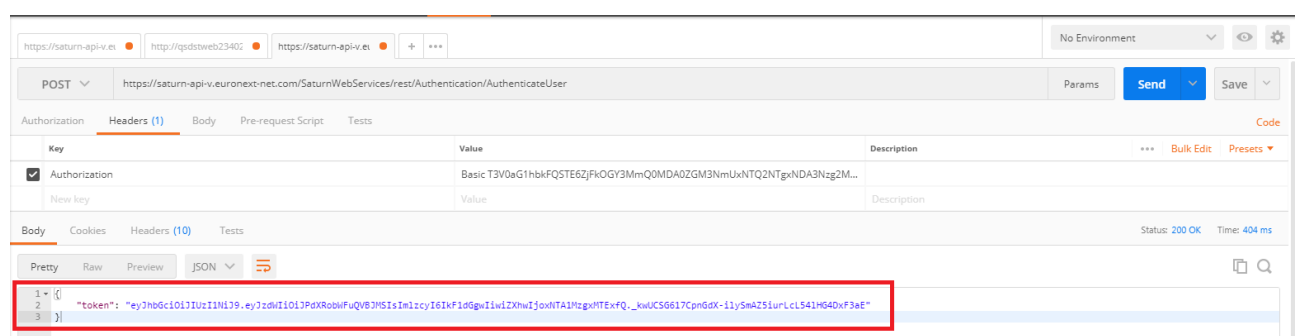 https://saturn-api-v.eu http://qsdstweb23402 https://saturn-api-v.eu + ••• No Environment
POST https://saturn-api-v.euronext-net.com/SaturnWebServices/rest/Authentication/AuthenticateUser Params Send Save
Authorization Headers (1) Body Pre-request Script Tests Code
Key Value Description ••• Bulk Edit Presets
Authorization Basic T3V0aG1hbkFQSTE6ZjFkOGY3MmQ0MDA0ZGM3NmUxNTQ2NTgxNDA3Nzg2M...
New key Value Description
Body Cookies Headers (10) Tests Status: 200 OK Time: 404 ms
Pretty Raw Preview JSON
1 {
2 "token": "eyJhbGciOiJIUzI1NiJ9.eyJzdWIiOiJPdXRobWFuQVBJMSIsImlzcyI6IkF1dGgwIiwiZXhwIjoxNTA1MzgxMTExfQ._kwUCSG617CpnGdX-ilySmAZ5iurLcL54lHG4DxF3aE"
3 }